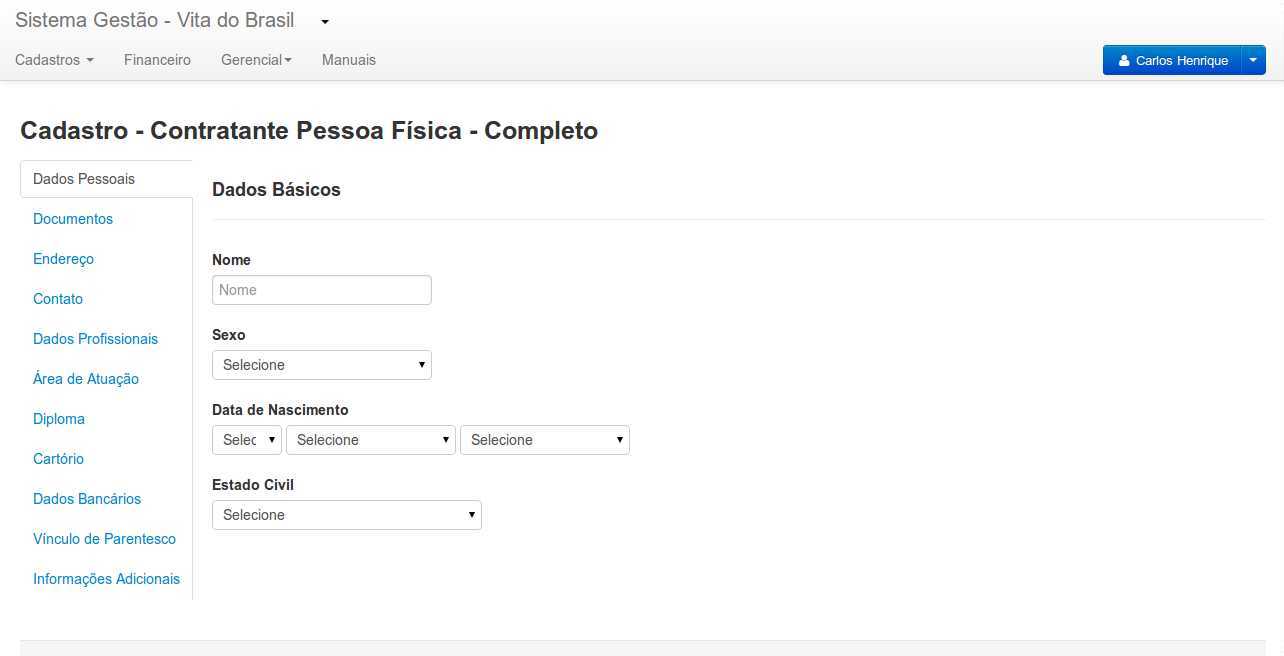 Sistema Gestão - Vita do Brasil
Cadastros Financeiro Gerencial Manuais Carlos Henrique
Cadastro - Contratante Pessoa Física - Completo
Dados Pessoais
Documentos
Endereço
Contato
Dados Profissionais
Área de Atuação
Diploma
Cartório
Dados Bancários
Vínculo de Parentesco
Informações Adicionais
Dados Básicos
Nome
Nome
Sexo
Selecione
Data de Nascimento
Selec Selecione Selecione
Estado Civil
Selecione